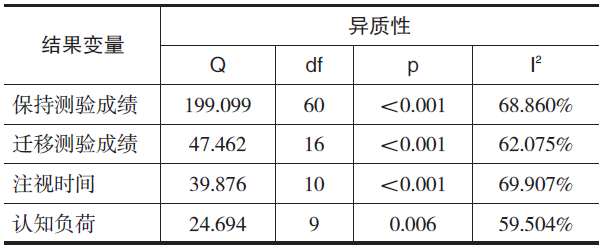 结果变量 异质性
Q df p I²
保持测验成绩 199.099 60 <0.001 68.860%
迁移测验成绩 47.462 16 <0.001 62.075%
注视时间 39.876 10 <0.001 69.907%
认知负荷 24.694 9 0.006 59.504%